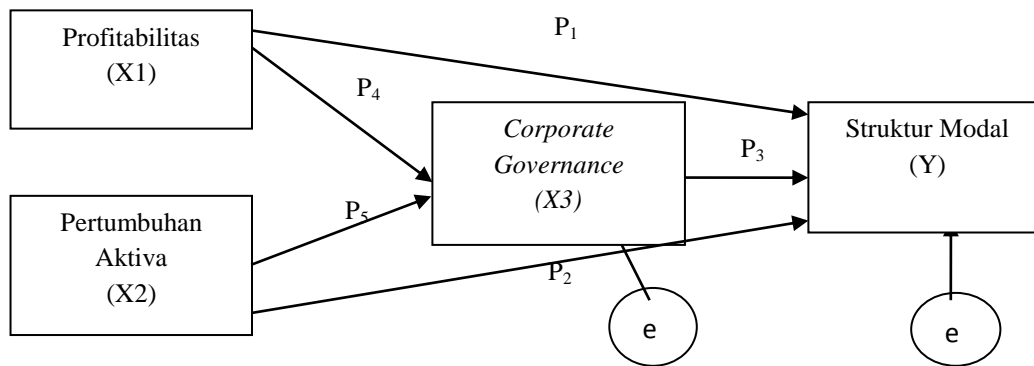 Profitabilitas
(X1)
P₁
P₄
Corporate
Governance
(X3)
P₃
Struktur Modal
(Y)
Pertumbuhan
Aktiva
(X2)
P₅
P₂
e
e